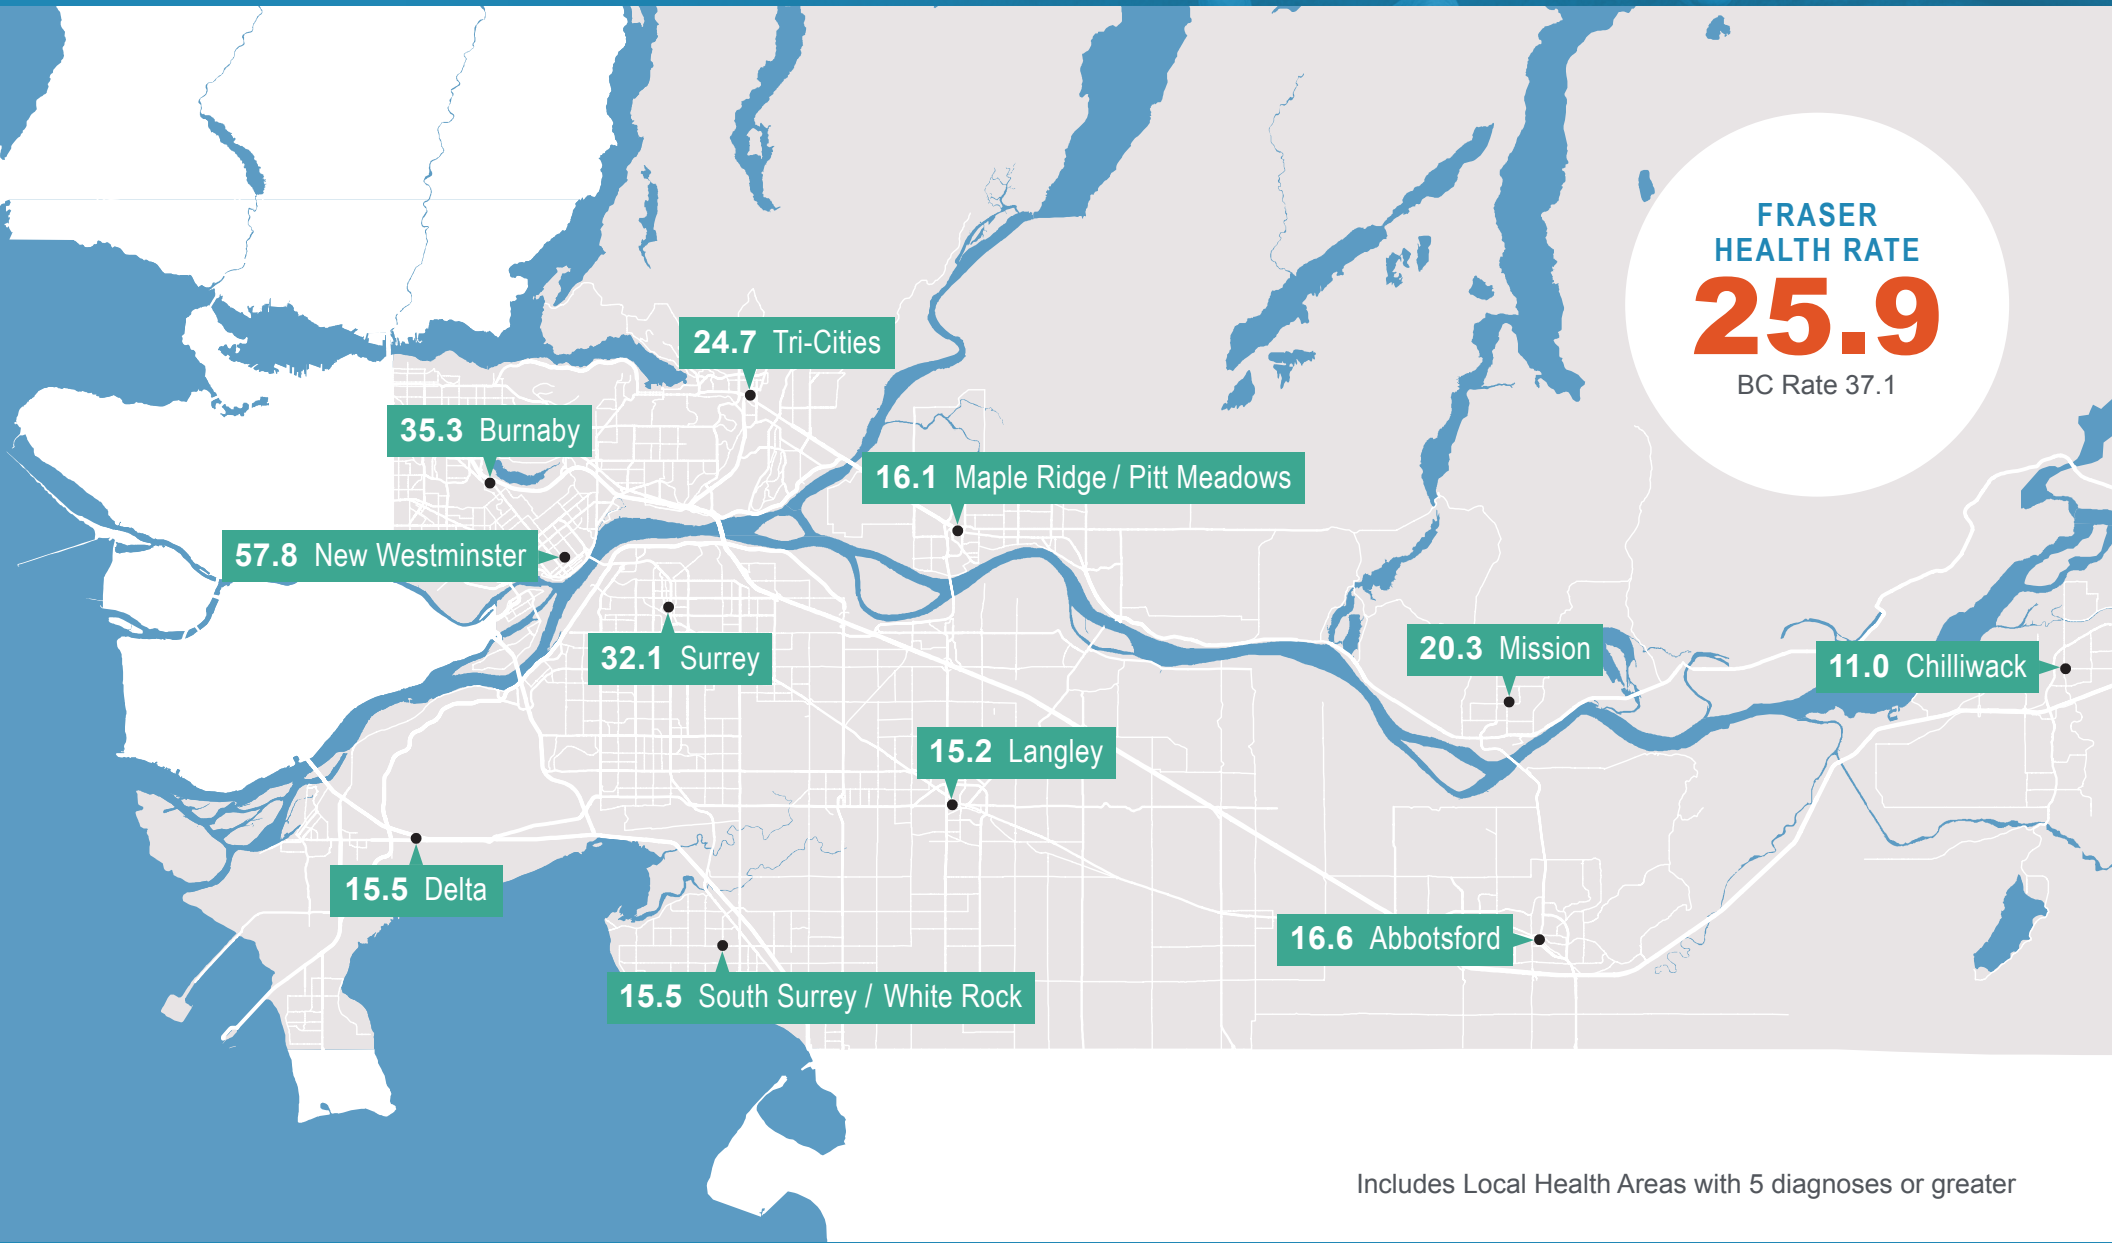 FRASER
HEALTH RATE
25.9
BC Rate 37.1
24.7 Tri-Cities
35.3 Burnaby
16.1 Maple Ridge / Pitt Meadows
57.8 New Westminster
32.1 Surrey
20.3 Mission
11.0 Chilliwack
15.2 Langley
15.5 Delta
16.6 Abbotsford
15.5 South Surrey / White Rock
Includes Local Health Areas with 5 diagnoses or greater